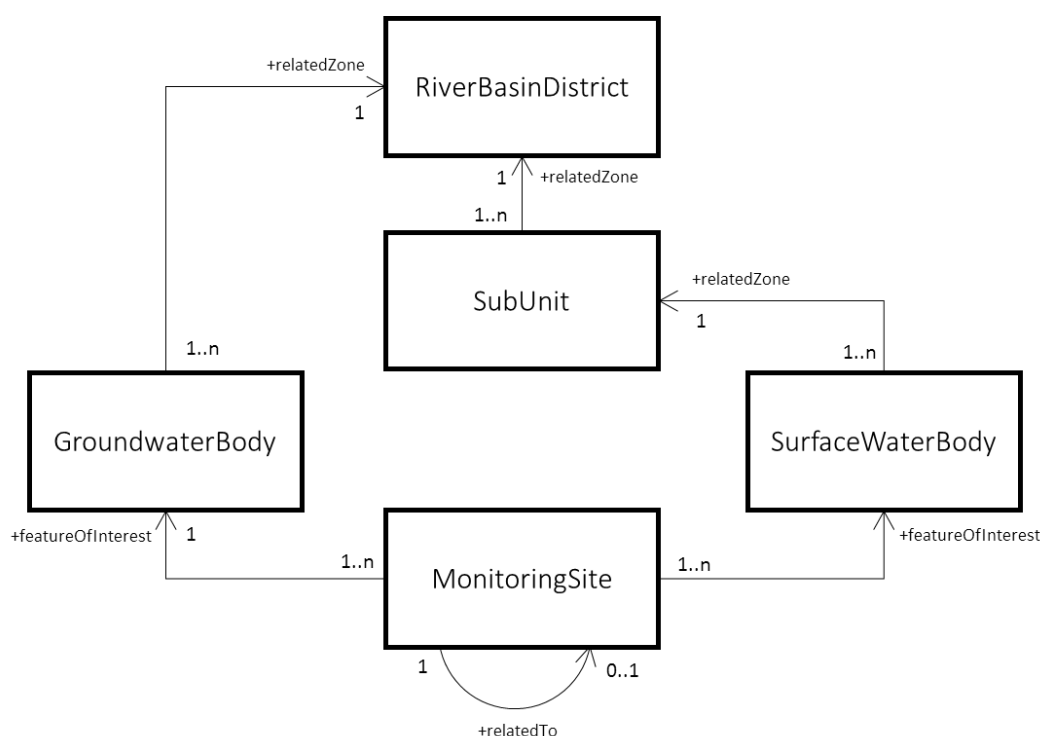 +relatedZone
RiverBasinDistrict
1
1
+relatedZone
1..n
+relatedZone
SubUnit
1
1..n
1..n
GroundwaterBody
SurfaceWaterBody
+featureOfInterest
1
+featureOfInterest
1..n
1..n
MonitoringSite
1
0..1
+relatedTo